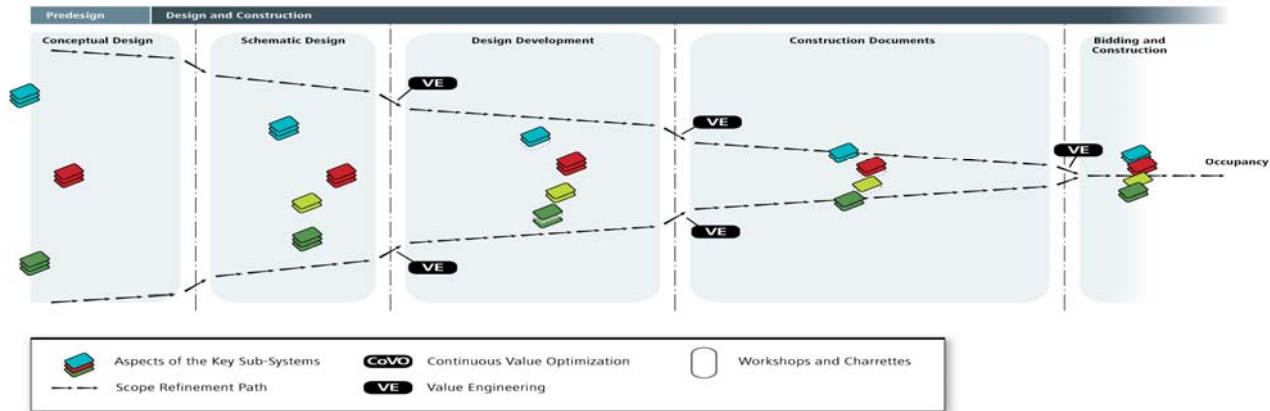 Predesign
Design and Construction
Conceptual Design
Schematic Design
Design Development
Construction Documents
Bidding and
Construction
VE
VE
VE
Occupancy
VE
VE
Aspects of the Key Sub-Systems
CoVO
Continuous Value Optimization
Workshops and Charrettes
Scope Refinement Path
VE
Value Engineering